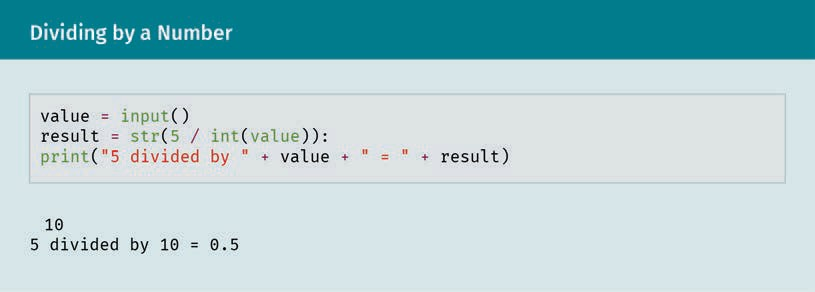 Dividing by a Number
value = input()
result = str(5 / int(value)):
print("5 divided by " + value + " = " + result)
10
5 divided by 10 = 0.5